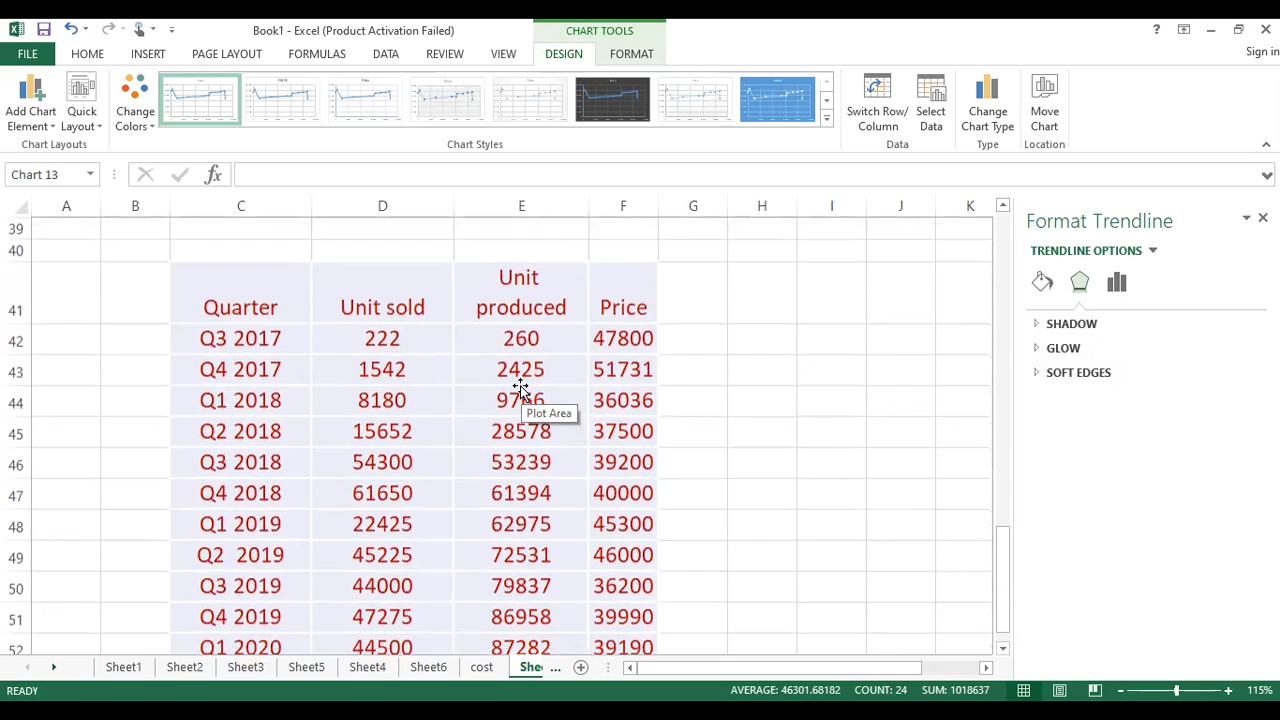 Book1 - Excel (Product Activation Failed)
CHART TOOLS
Sign in
FILE HOME INSERT PAGE LAYOUT FORMULAS DATA REVIEW VIEW DESIGN FORMAT
Add Chart Element
Quick Layout
Change Colors
Switch Row/ Column
Select Data
Change Chart Type
Move Chart
Chart Layouts Chart Styles Data Type Location
Chart 13
A B C D E F G H I J K
39
40
41 Quarter Unit sold Unit produced Price
42 Q3 2017 222 260 47800
43 Q4 2017 1542 2425 51731
44 Q1 2018 8180 36036
Plot Area
45 Q2 2018 15652 28578 37500
46 Q3 2018 54300 53239 39200
47 Q4 2018 61650 61394 40000
48 Q1 2019 22425 62975 45300
49 Q2 2019 45225 72531 46000
50 Q3 2019 44000 79837 36200
51 Q4 2019 47275 86958 39990
52 Q1 2020 44500 87282 39190
Format Trendline
TRENDLINE OPTIONS
SHADOW
GLOW
SOFT EDGES
Sheet1 Sheet2 Sheet3 Sheet5 Sheet4 Sheet6 cost She ...
READY AVERAGE: 46301.68182 COUNT: 24 SUM: 1018637 115%